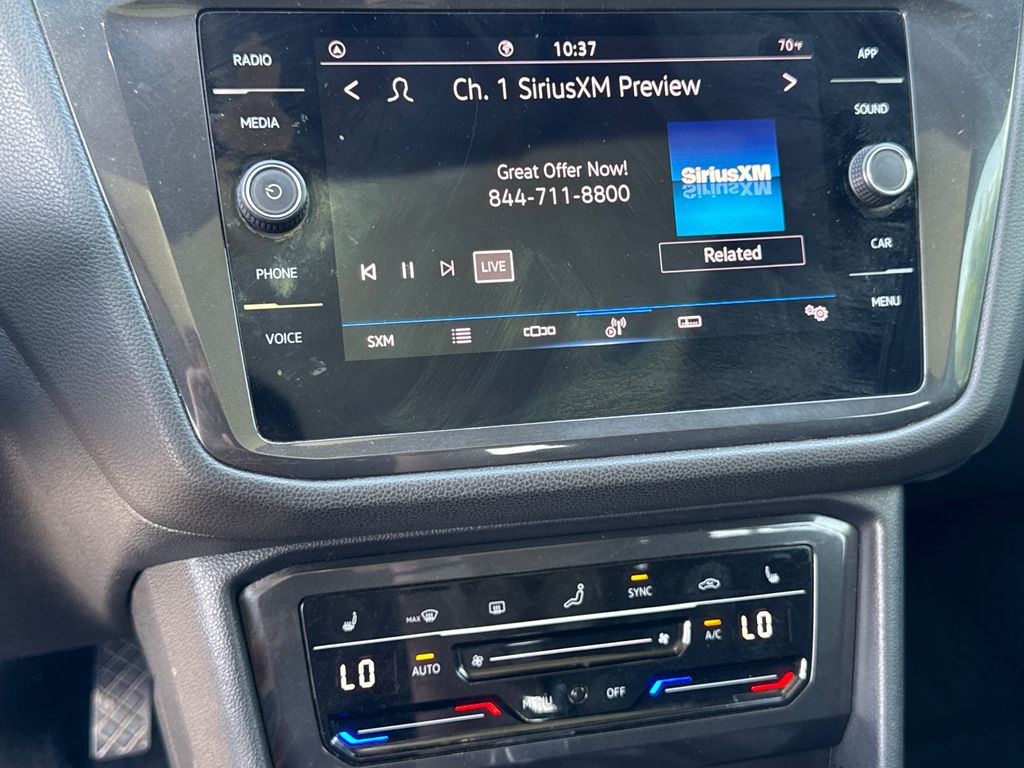 RADIO
MEDIA
PHONE
VOICE
10:37
70°F
Ch. 1 SiriusXM Preview
Great Offer Now!
844-711-8800
SiriusXM
Related
LIVE
SXM
APP
SOUND
CAR
MENU
MAX
SYNC
LO
AUTO
A/C
LO
MENU
OFF